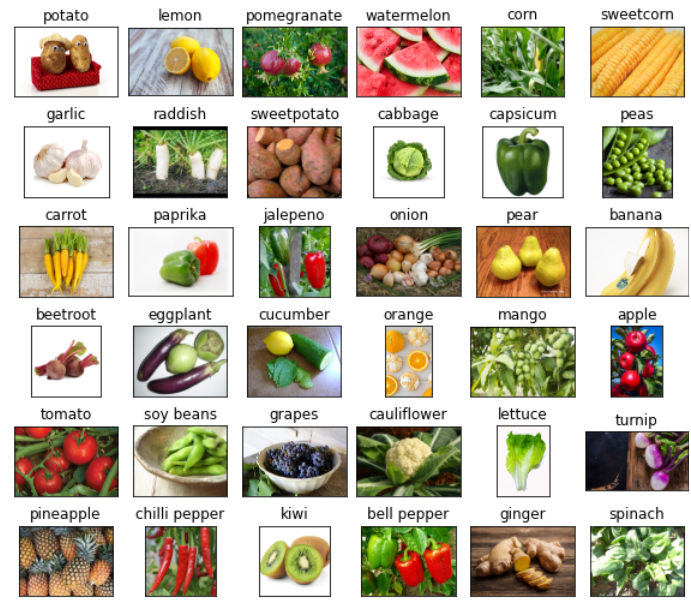 potato lemon pomegranate watermelon corn sweetcorn
garlic raddish sweetpotato cabbage capsicum peas
carrot paprika jalepeno onion pear banana
beetroot eggplant cucumber orange mango apple
tomato soy beans grapes cauliflower lettuce turnip
pineapple chilli pepper kiwi bell pepper ginger spinach